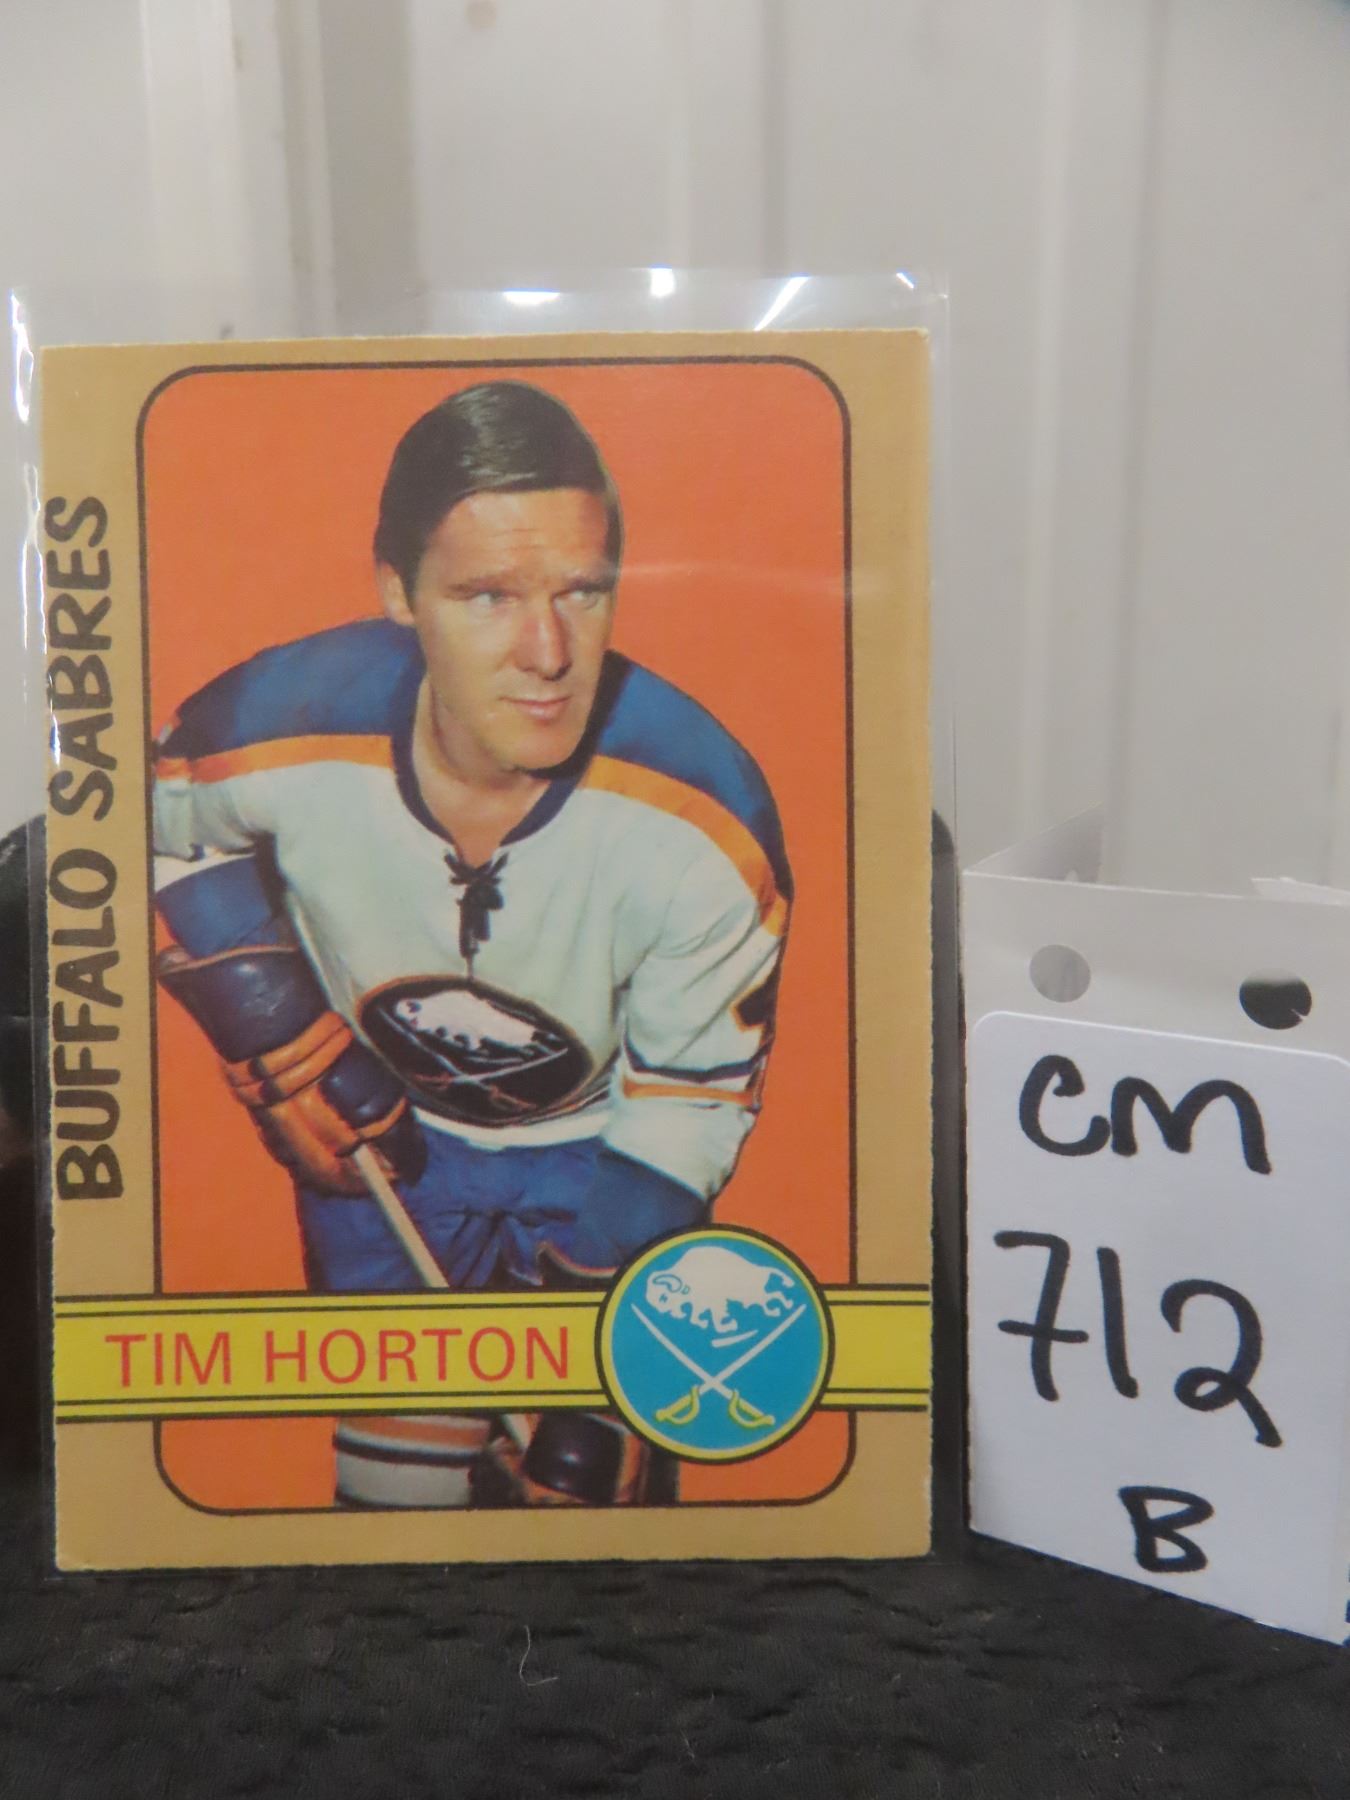 BUFFALO SABRES
TIM HORTON
CM
712
B